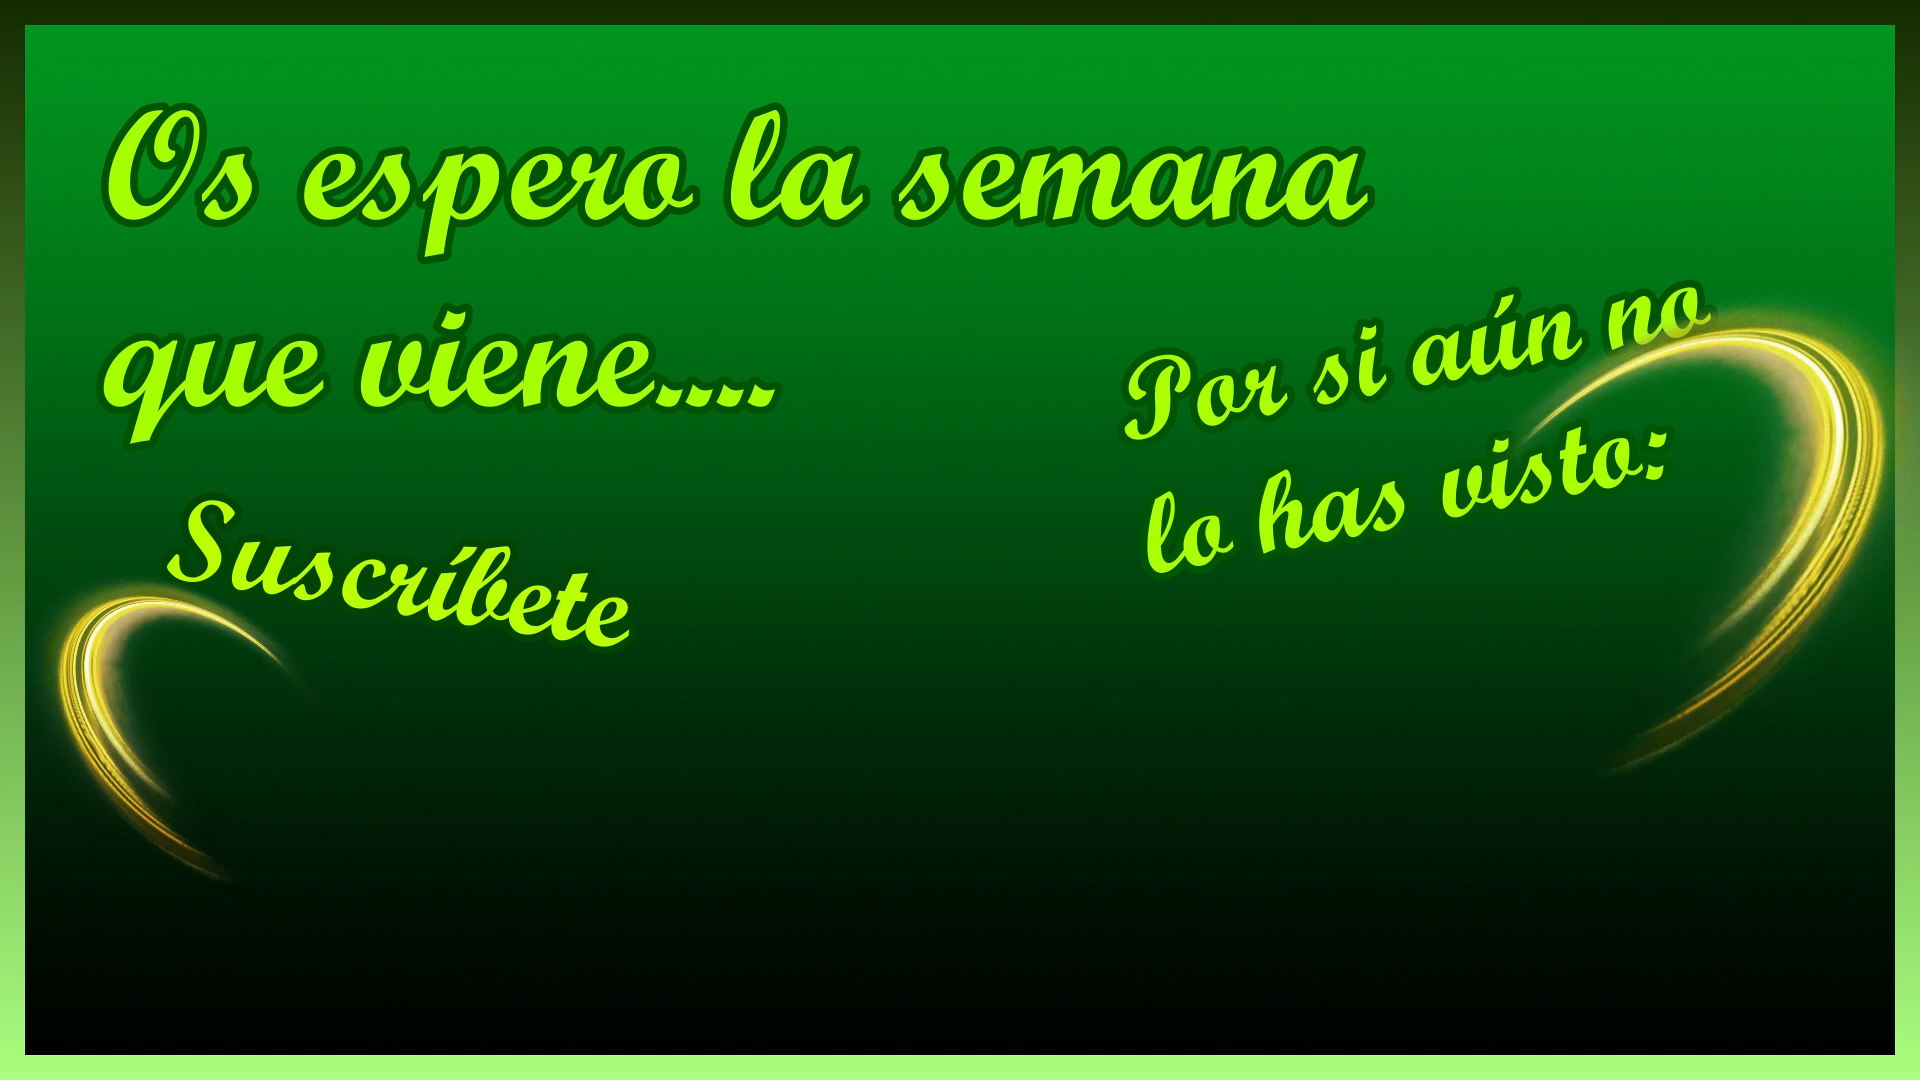 Os espero la semana
que viene....
Por si aún no
lo has visto:
Suscríbete